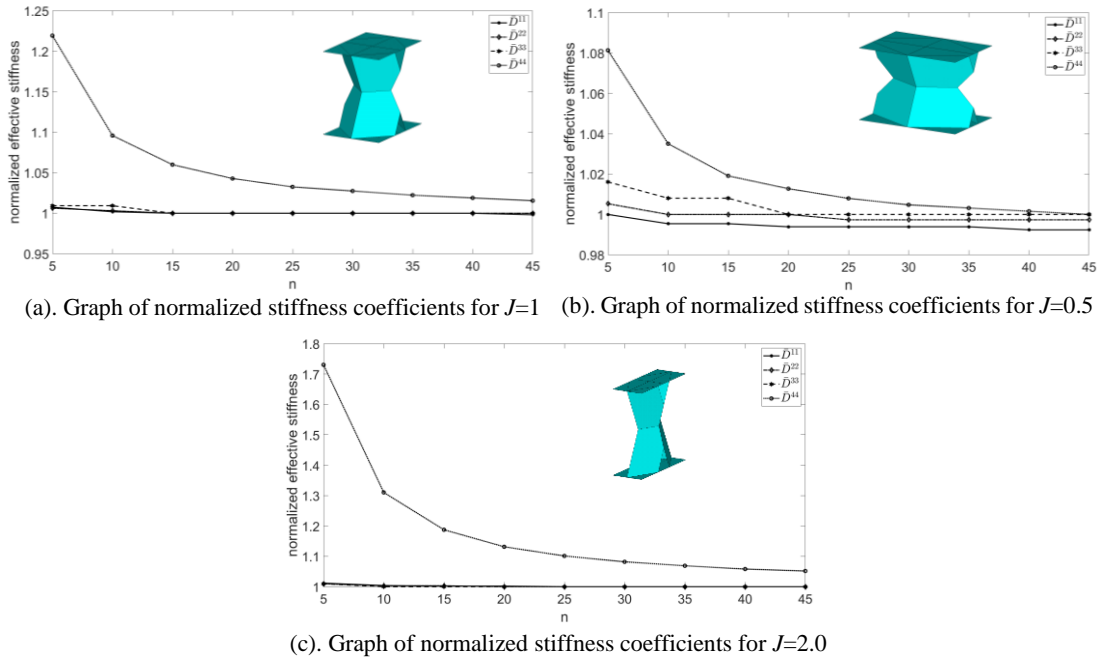 1.25
1.2
1.15
1.1
1.05
1
0.95
normalized effective stiffness
5 10 15 20 25 30 35 40 45
n
D̄¹¹
D̄²²
D̄³³
D̄⁴⁴
(a). Graph of normalized stiffness coefficients for J=1
1.1
1.08
1.06
1.04
1.02
1
0.98
normalized effective stiffness
5 10 15 20 25 30 35 40 45
n
D̄¹¹
D̄²²
D̄³³
D̄⁴⁴
(b). Graph of normalized stiffness coefficients for J=0.5
1.8
1.7
1.6
1.5
1.4
1.3
1.2
1.1
1
normalized effective stiffness
5 10 15 20 25 30 35 40 45
n
D̄¹¹
D̄²²
D̄³³
D̄⁴⁴
(c). Graph of normalized stiffness coefficients for J=2.0